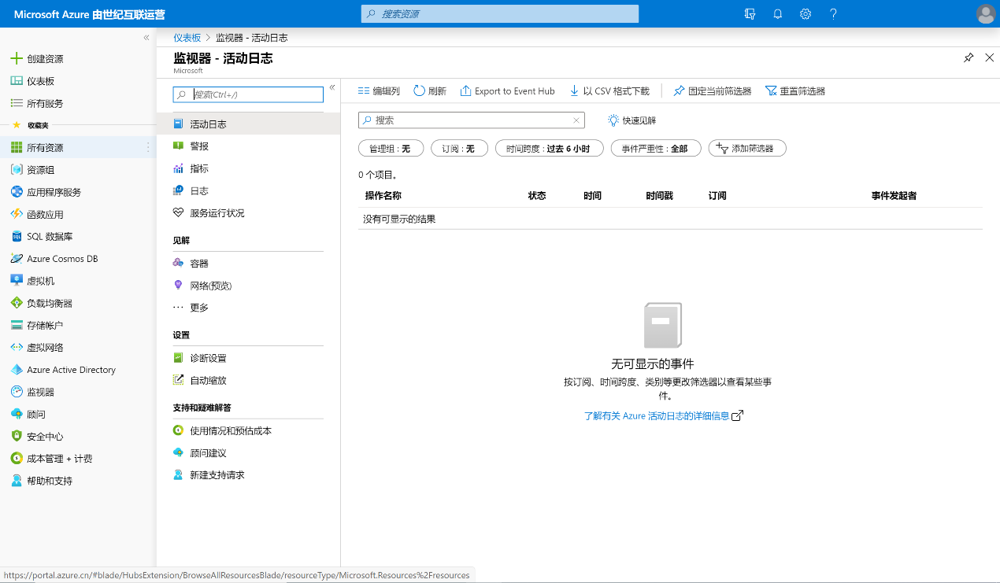 Microsoft Azure 由世纪互联运营
搜索资源
创建资源
仪表板
所有服务
收藏夹
所有资源
资源组
应用程序服务
函数应用
SQL 数据库
Azure Cosmos DB
虚拟机
负载均衡器
存储帐户
虚拟网络
Azure Active Directory
监视器
顾问
安全中心
成本管理 + 计费
帮助和支持
仪表板 > 监视器 - 活动日志
监视器 - 活动日志
Microsoft
搜索(Ctrl+/)
活动日志
警报
指标
日志
服务运行状况
见解
容器
网络(预览)
更多
设置
诊断设置
自动缩放
支持和疑难解答
使用情况和预估成本
顾问建议
新建支持请求
编辑列 刷新 Export to Event Hub 以 CSV 格式下载 固定当前筛选器 重置筛选器
搜索 快速见解
管理组 : 无 订阅 : 无 时间跨度 : 过去 6 小时 事件严重性 : 全部 添加筛选器
0 个项目。
操作名称 状态 时间 时间戳 订阅 事件发起者
没有可显示的结果
无可显示的事件
按订阅、时间跨度、类别等更改筛选器以查看某些事
件。
了解有关 Azure 活动日志的详细信息
https://portal.azure.cn/#blade/HubsExtension/BrowseAllResourcesBlade/resourceType/Microsoft.Resources%2Fresources